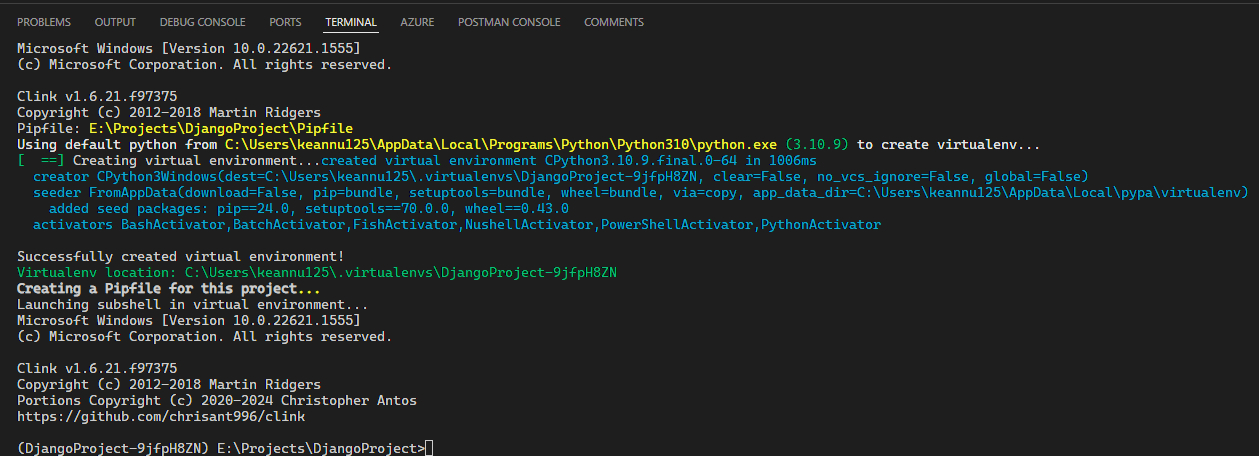 PROBLEMS OUTPUT DEBUG CONSOLE PORTS TERMINAL AZURE POSTMAN CONSOLE COMMENTS
Microsoft Windows [Version 10.0.22621.1555]
(c) Microsoft Corporation. All rights reserved.
Clink v1.6.21.f97375
Copyright (c) 2012-2018 Martin Ridgers
Pipfile: E:\Projects\DjangoProject\Pipfile
Using default python from C:\Users\keannu125\AppData\Local\Programs\Python\Python310\python.exe (3.10.9) to create virtualenv...
[  ==] Creating virtual environment...created virtual environment CPython3.10.9.final.0-64 in 1006ms
  creator CPython3Windows(dest=C:\Users\keannu125\.virtualenvs\DjangoProject-9jfpH8ZN, clear=False, no_vcs_ignore=False, global=False)
  seeder FromAppData(download=False, pip=bundle, setuptools=bundle, wheel=bundle, via=copy, app_data_dir=C:\Users\keannu125\AppData\Local\pypa\virtualenv)
    added seed packages: pip==24.0, setuptools==70.0.0, wheel==0.43.0
  activators BashActivator,BatchActivator,FishActivator,NushellActivator,PowerShellActivator,PythonActivator
Successfully created virtual environment!
Virtualenv location: C:\Users\keannu125\.virtualenvs\DjangoProject-9jfpH8ZN
Creating a Pipfile for this project...
Launching subshell in virtual environment...
Microsoft Windows [Version 10.0.22621.1555]
(c) Microsoft Corporation. All rights reserved.
Clink v1.6.21.f97375
Copyright (c) 2012-2018 Martin Ridgers
Portions Copyright (c) 2020-2024 Christopher Antos
https://github.com/chrisant996/clink
(DjangoProject-9jfpH8ZN) E:\Projects\DjangoProject>